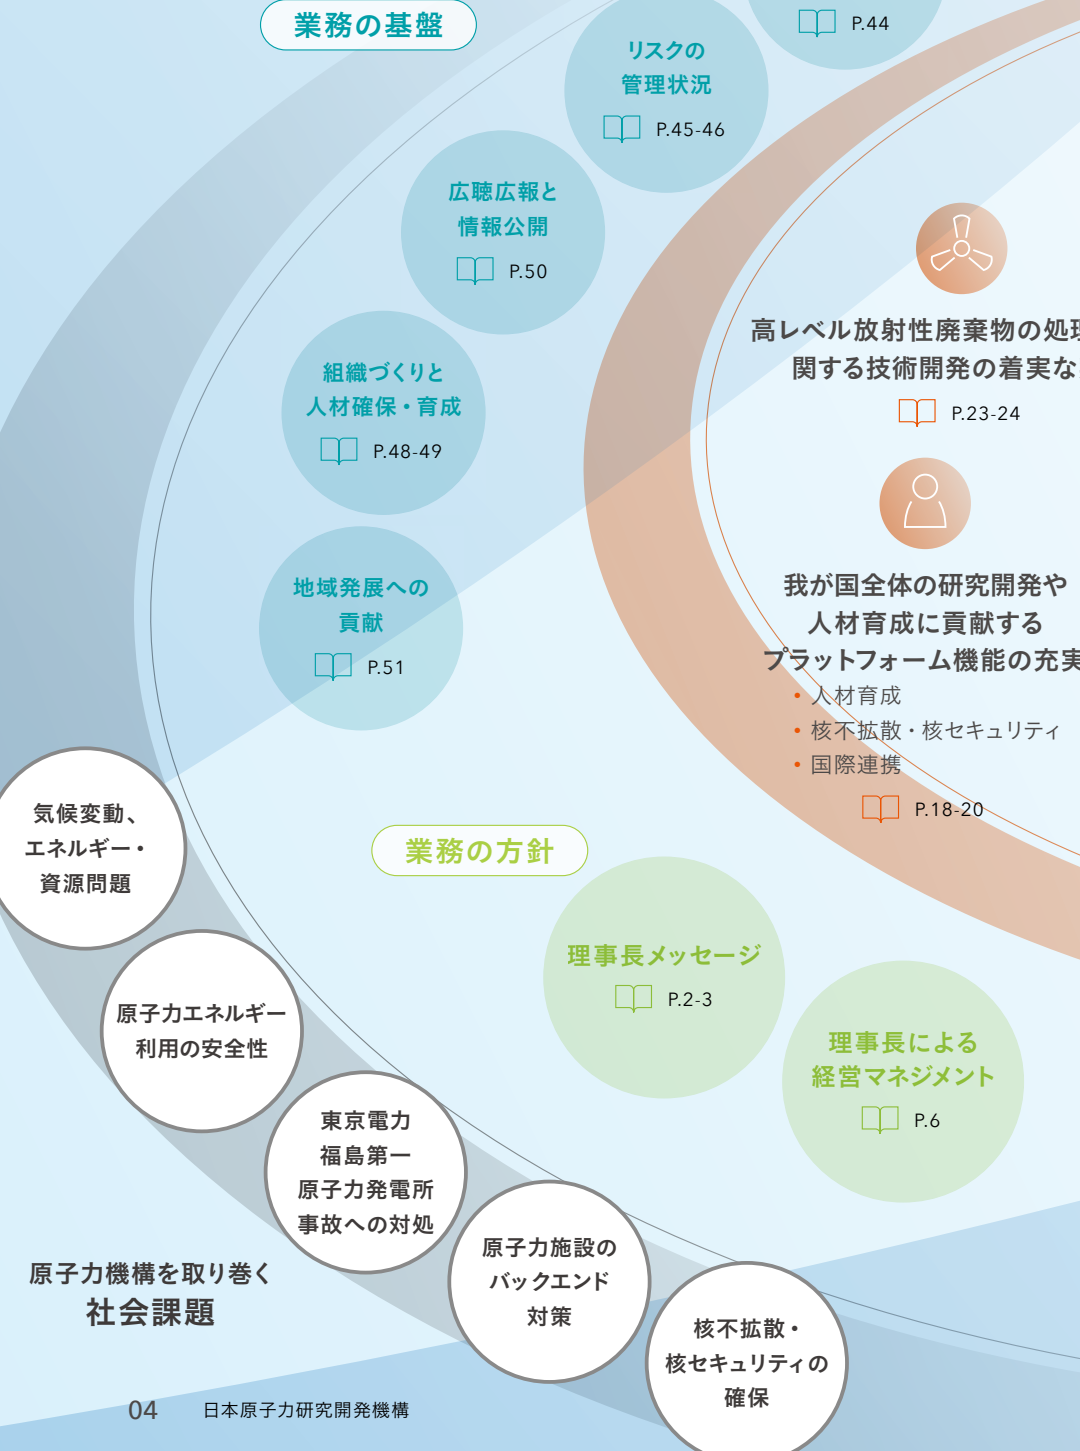 業務の基盤
P.44
リスクの
管理状況
P.45-46
広聴広報と
情報公開
P.50
組織づくりと
人材確保・育成
P.48-49
地域発展への
貢献
P.51
高レベル放射性廃棄物の処理
関する技術開発の着実な
P.23-24
我が国全体の研究開発や
人材育成に貢献する
プラットフォーム機能の充実
・人材育成
・核不拡散・核セキュリティ
・国際連携
P.18-20
業務の方針
理事長メッセージ
P.2-3
理事長による
経営マネジメント
P.6
気候変動、
エネルギー・
資源問題
原子力エネルギー
利用の安全性
東京電力
福島第一
原子力発電所
事故への対処
原子力施設の
バックエンド
対策
核不拡散・
核セキュリティの
確保
原子力機構を取り巻く
社会課題
04 日本原子力研究開発機構